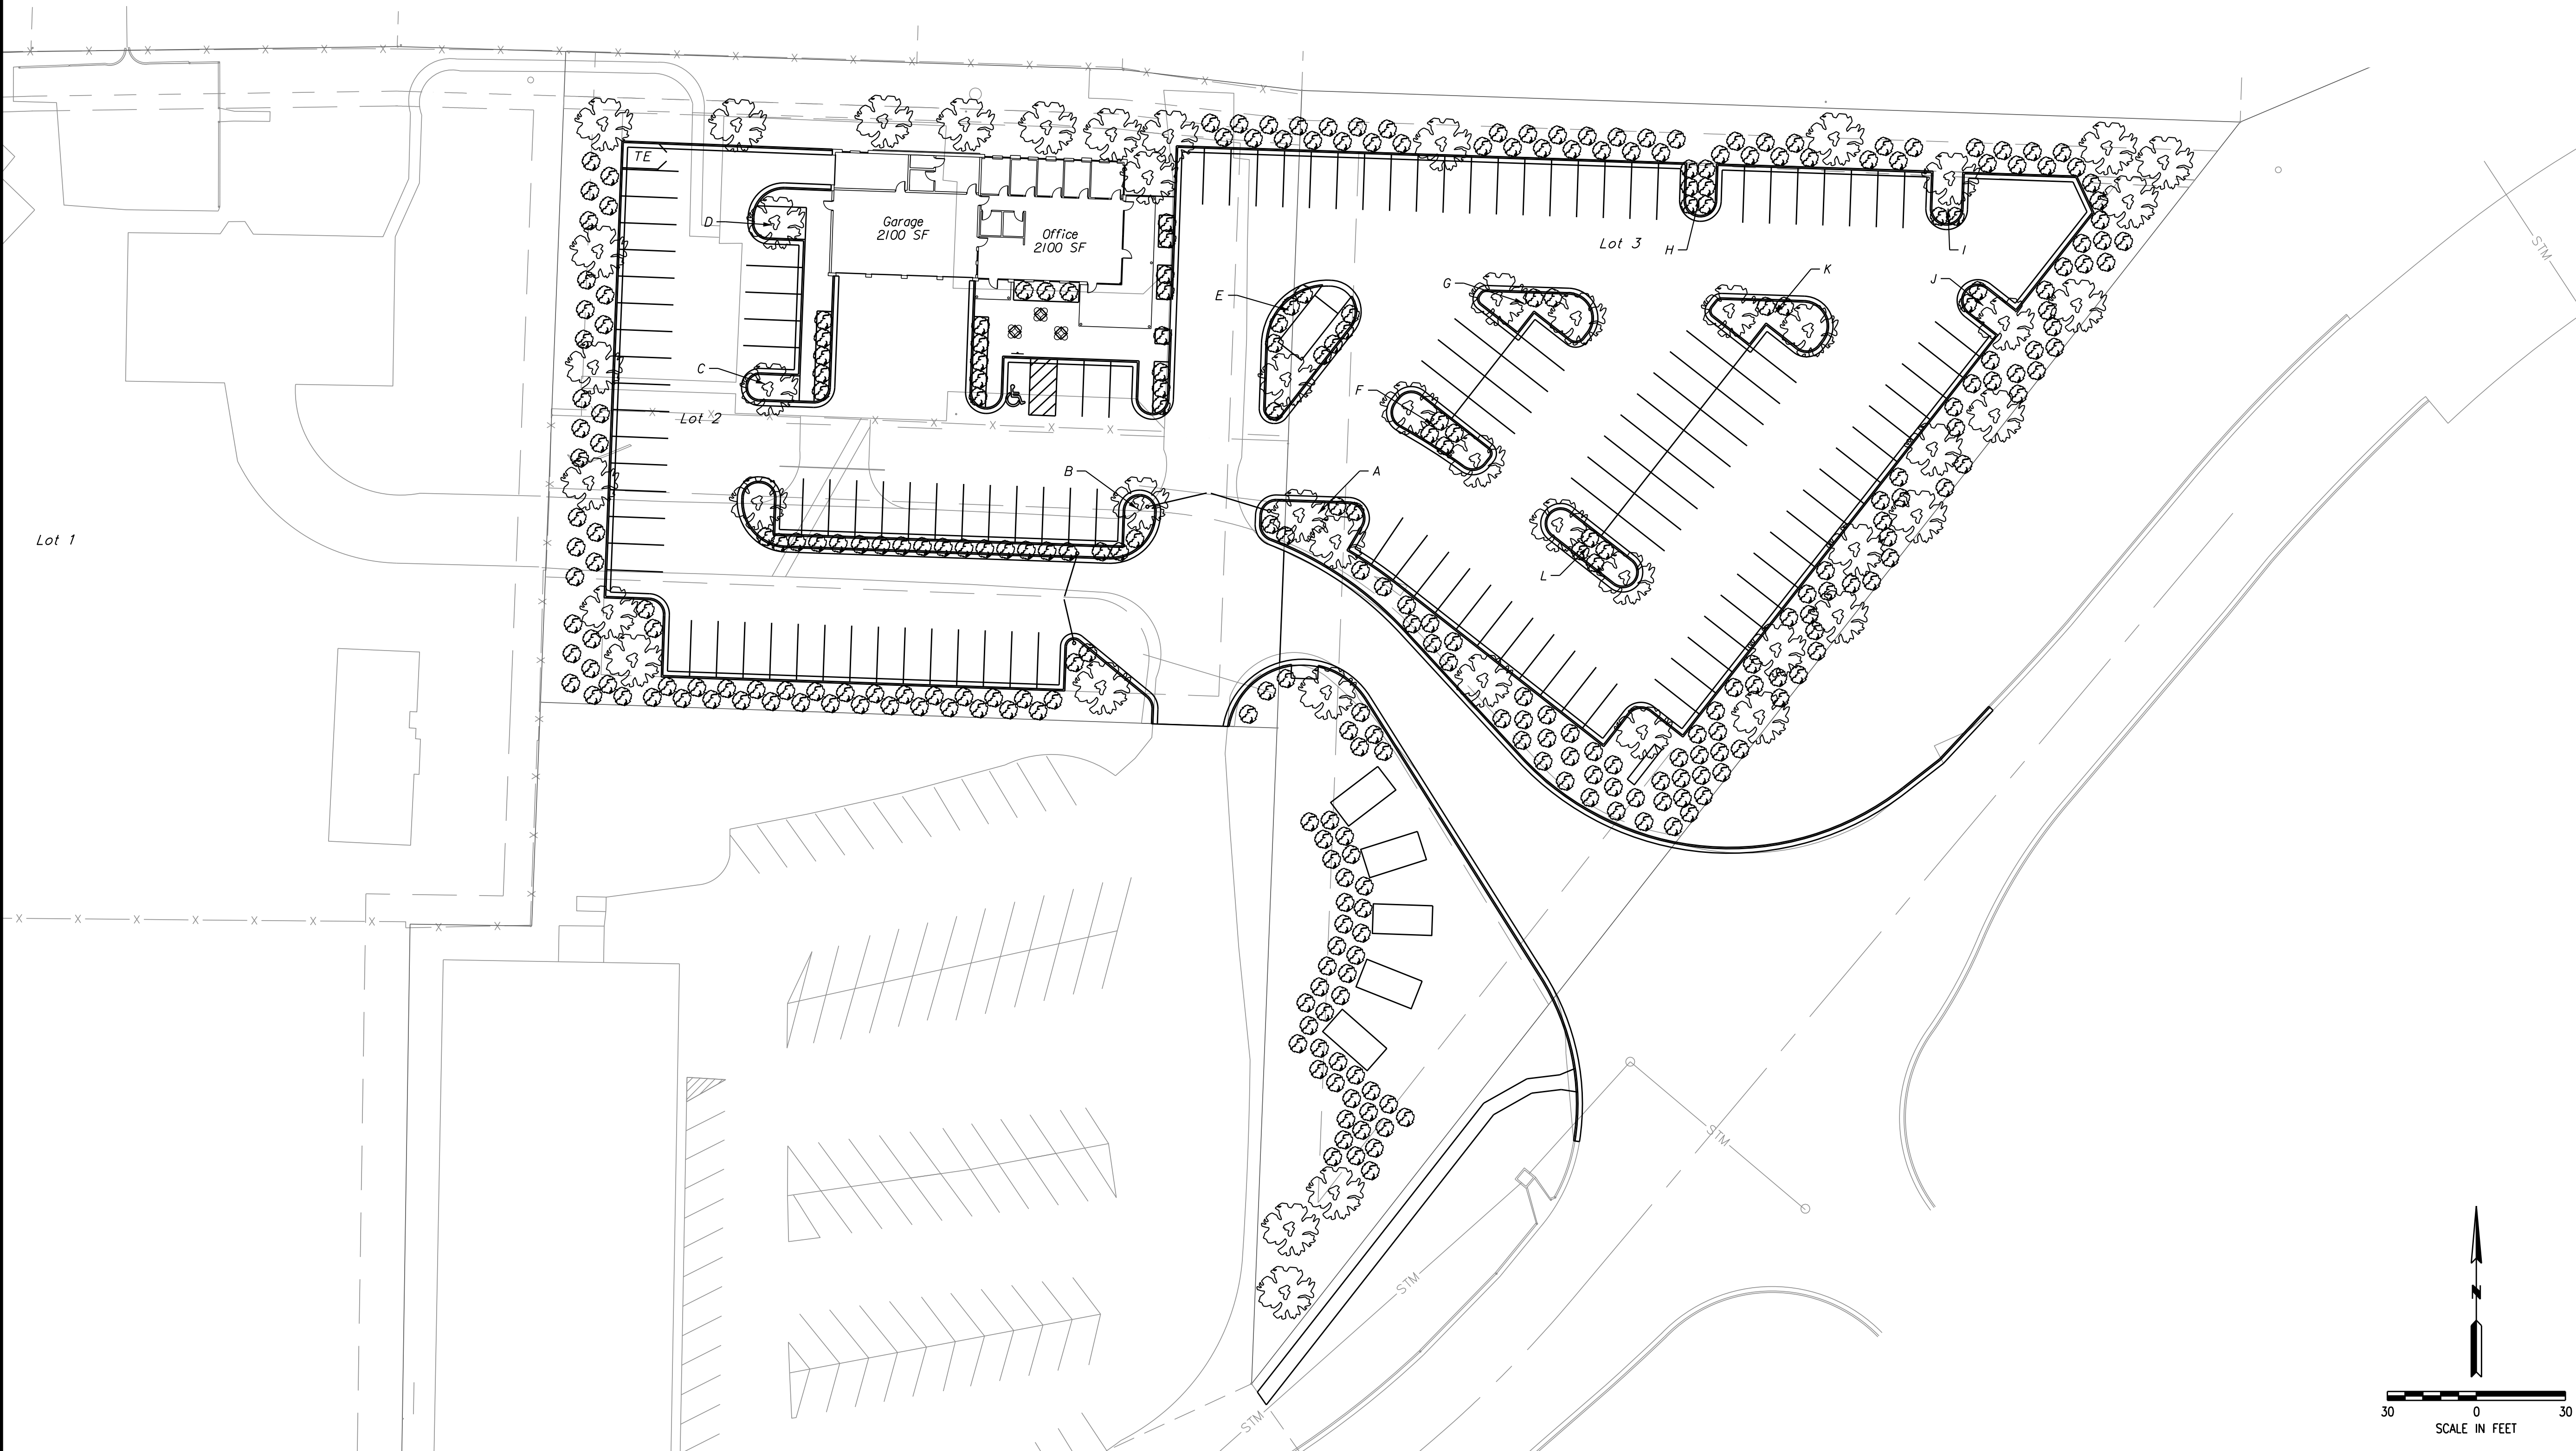 TE
D
Garage
2100 SF
Office
2100 SF
Lot 3
H
I
E
G
K
J
C
F
Lot 2
B
A
Lot 1
L
STM
STM
STM
STM
N
30 0 30
SCALE IN FEET